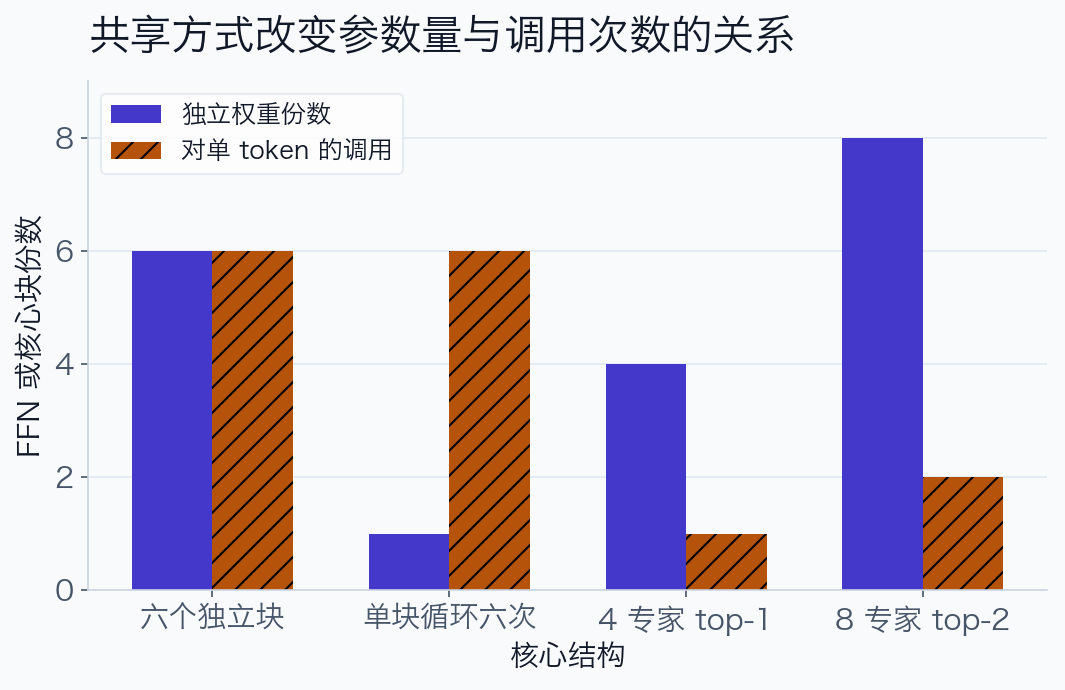 共享方式改变参数量与调用次数的关系
独立权重份数
对单 token 的调用
FFN 或核心块份数
8
6
4
2
0
六个独立块
单块循环六次
4 专家 top-1
8 专家 top-2
核心结构